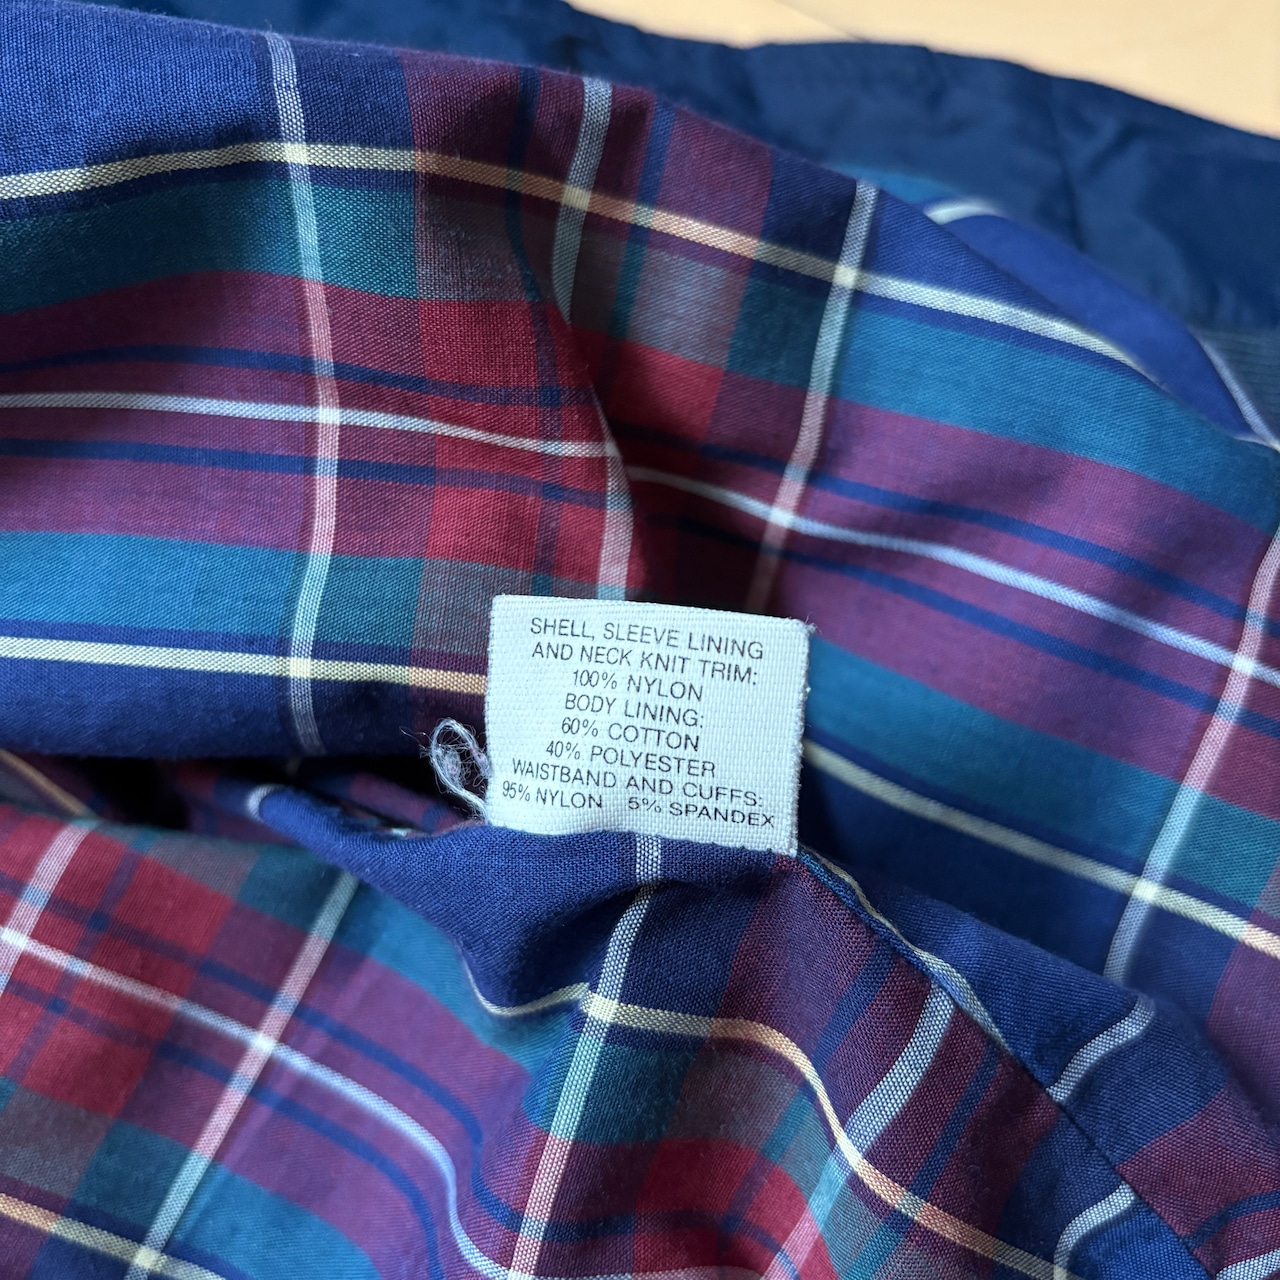 SHELL, SLEEVE LINING
AND NECK KNIT TRIM:
100% NYLON
BODY LINING:
60% COTTON
40% POLYESTER
WAISTBAND AND CUFFS:
95% NYLON 5% SPANDEX